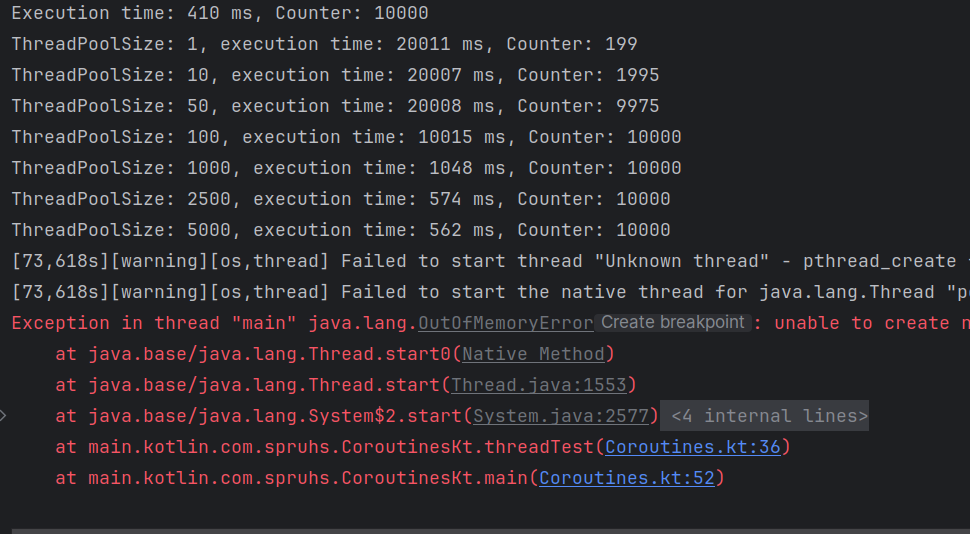 Execution time: 410 ms, Counter: 10000
ThreadPoolSize: 1, execution time: 20011 ms, Counter: 199
ThreadPoolSize: 10, execution time: 20007 ms, Counter: 1995
ThreadPoolSize: 50, execution time: 20008 ms, Counter: 9975
ThreadPoolSize: 100, execution time: 10015 ms, Counter: 10000
ThreadPoolSize: 1000, execution time: 1048 ms, Counter: 10000
ThreadPoolSize: 2500, execution time: 574 ms, Counter: 10000
ThreadPoolSize: 5000, execution time: 562 ms, Counter: 10000
[73,618s][warning][os,thread] Failed to start thread "Unknown thread" - pthread_create
[73,618s][warning][os,thread] Failed to start the native thread for java.lang.Thread "p
Exception in thread "main" java.lang.OutOfMemoryError Create breakpoint : unable to create n
at java.base/java.lang.Thread.start0(Native Method)
at java.base/java.lang.Thread.start(Thread.java:1553)
at java.base/java.lang.System$2.start(System.java:2577) <4 internal lines>
at main.kotlin.com.spruhs.CoroutinesKt.threadTest(Coroutines.kt:36)
at main.kotlin.com.spruhs.CoroutinesKt.main(Coroutines.kt:52)